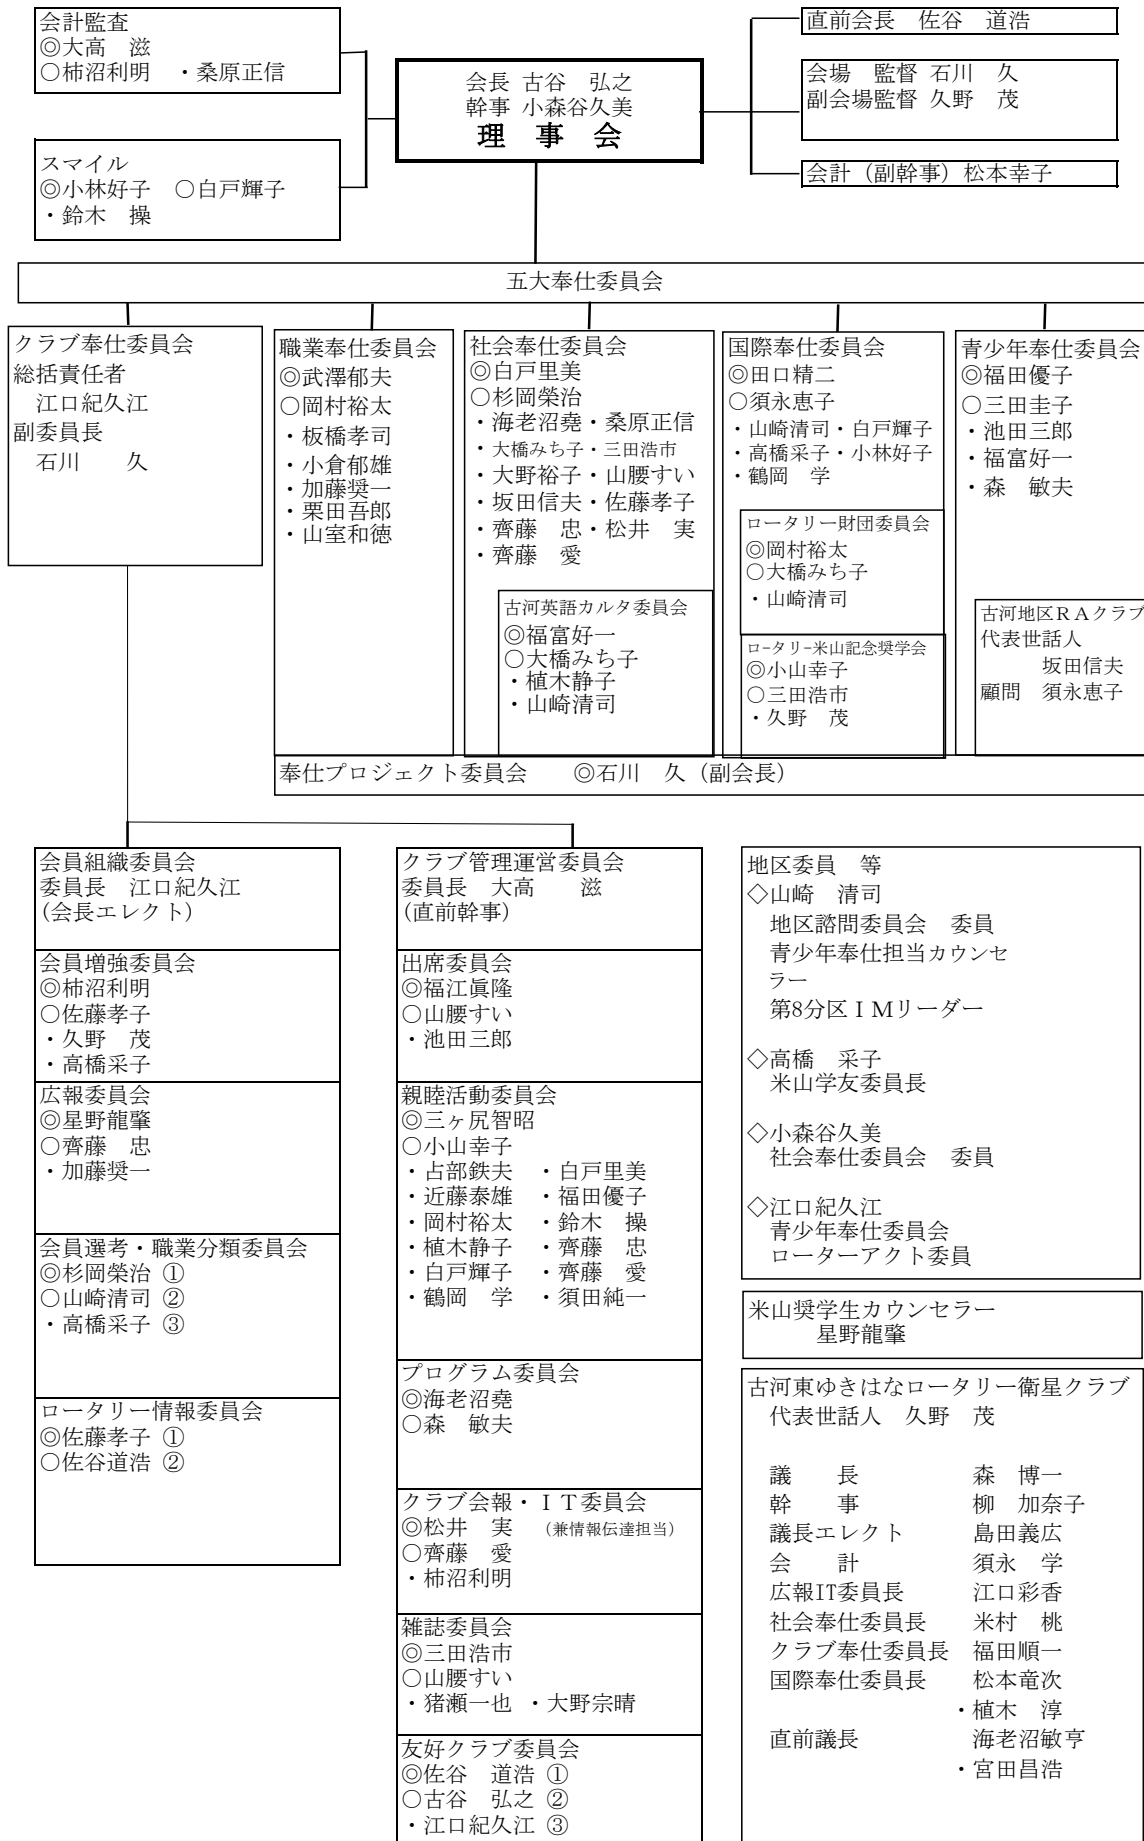 会計監査
◎大高　滋
○柿沼利明　・桑原正信
スマイル
◎小林好子　○白戸輝子
・鈴木　操
会長 古谷　弘之
幹事 小森谷久美
理　事　会
直前会長　佐谷　道浩
会場　監督 石川　久
副会場監督 久野　茂
会計（副幹事）松本幸子
五大奉仕委員会
クラブ奉仕委員会
総括責任者
江口紀久江
副委員長
石川　　久
職業奉仕委員会
◎武澤郁夫
○岡村裕太
・板橋孝司
・小倉郁雄
・加藤奨一
・栗田吾郎
・山室和徳
社会奉仕委員会
◎白戸里美
○杉岡榮治
・海老沼堯・桑原正信
・大橋みち子・三田浩市
・大野裕子・山腰すい
・坂田信夫・佐藤孝子
・齊藤　忠・松井　実
・齊藤　愛
古河英語カルタ委員会
◎福富好一
○大橋みち子
・植木静子
・山崎清司
国際奉仕委員会
◎田口精二
○須永恵子
・山崎清司・白戸輝子
・高橋采子・小林好子
・鶴岡　学
ロータリー財団委員会
◎岡村裕太
○大橋みち子
・山崎清司
ロｰタリｰ米山記念奨学会
◎小山幸子
○三田浩市
・久野　茂
青少年奉仕委員会
◎福田優子
○三田圭子
・池田三郎
・福富好一
・森　敏夫
古河地区ＲＡクラブ
代表世話人
坂田信夫
顧問　須永恵子
奉仕プロジェクト委員会　　◎石川　久（副会長）
会員組織委員会
委員長　江口紀久江
(会長エレクト)
会員増強委員会
◎柿沼利明
○佐藤孝子
・久野　茂
・高橋采子
広報委員会
◎星野龍肇
○齊藤　忠
・加藤奨一
会員選考・職業分類委員会
◎杉岡榮治 ①
○山崎清司 ②
・高橋采子 ③
ロータリー情報委員会
◎佐藤孝子 ①
○佐谷道浩 ②
クラブ管理運営委員会
委員長　大高　　滋
(直前幹事)
出席委員会
◎福江眞隆
○山腰すい
・池田三郎
親睦活動委員会
◎三ヶ尻智昭
○小山幸子
・占部鉄夫　・白戸里美
・近藤泰雄　・福田優子
・岡村裕太　・鈴木　操
・植木静子　・齊藤　忠
・白戸輝子　・齊藤　愛
・鶴岡　学　・須田純一
プログラム委員会
◎海老沼堯
○森　敏夫
クラブ会報・ＩＴ委員会
◎松井　実　（兼情報伝達担当）
○齊藤　愛
・柿沼利明
雑誌委員会
◎三田浩市
○山腰すい
・猪瀬一也　・大野宗晴
友好クラブ委員会
◎佐谷　道浩 ①
○古谷　弘之 ②
・江口紀久江 ③
地区委員　等
◇山崎　清司
地区諮問委員会　委員
青少年奉仕担当カウンセ
ラー
第8分区ＩＭリーダー
◇高橋　采子
米山学友委員長
◇小森谷久美
社会奉仕委員会　委員
◇江口紀久江
青少年奉仕委員会
ローターアクト委員
米山奨学生カウンセラー
星野龍肇
古河東ゆきはなロータリー衛星クラブ
代表世話人　久野　茂
議　　長　　森　博一
幹　　事　　柳　加奈子
議長エレクト　島田義広
会　　計　　須永　学
広報IT委員長　江口彩香
社会奉仕委員長　米村　桃
クラブ奉仕委員長　福田順一
国際奉仕委員長　松本竜次
・植木　淳
直前議長　海老沼敏亨
・宮田昌浩